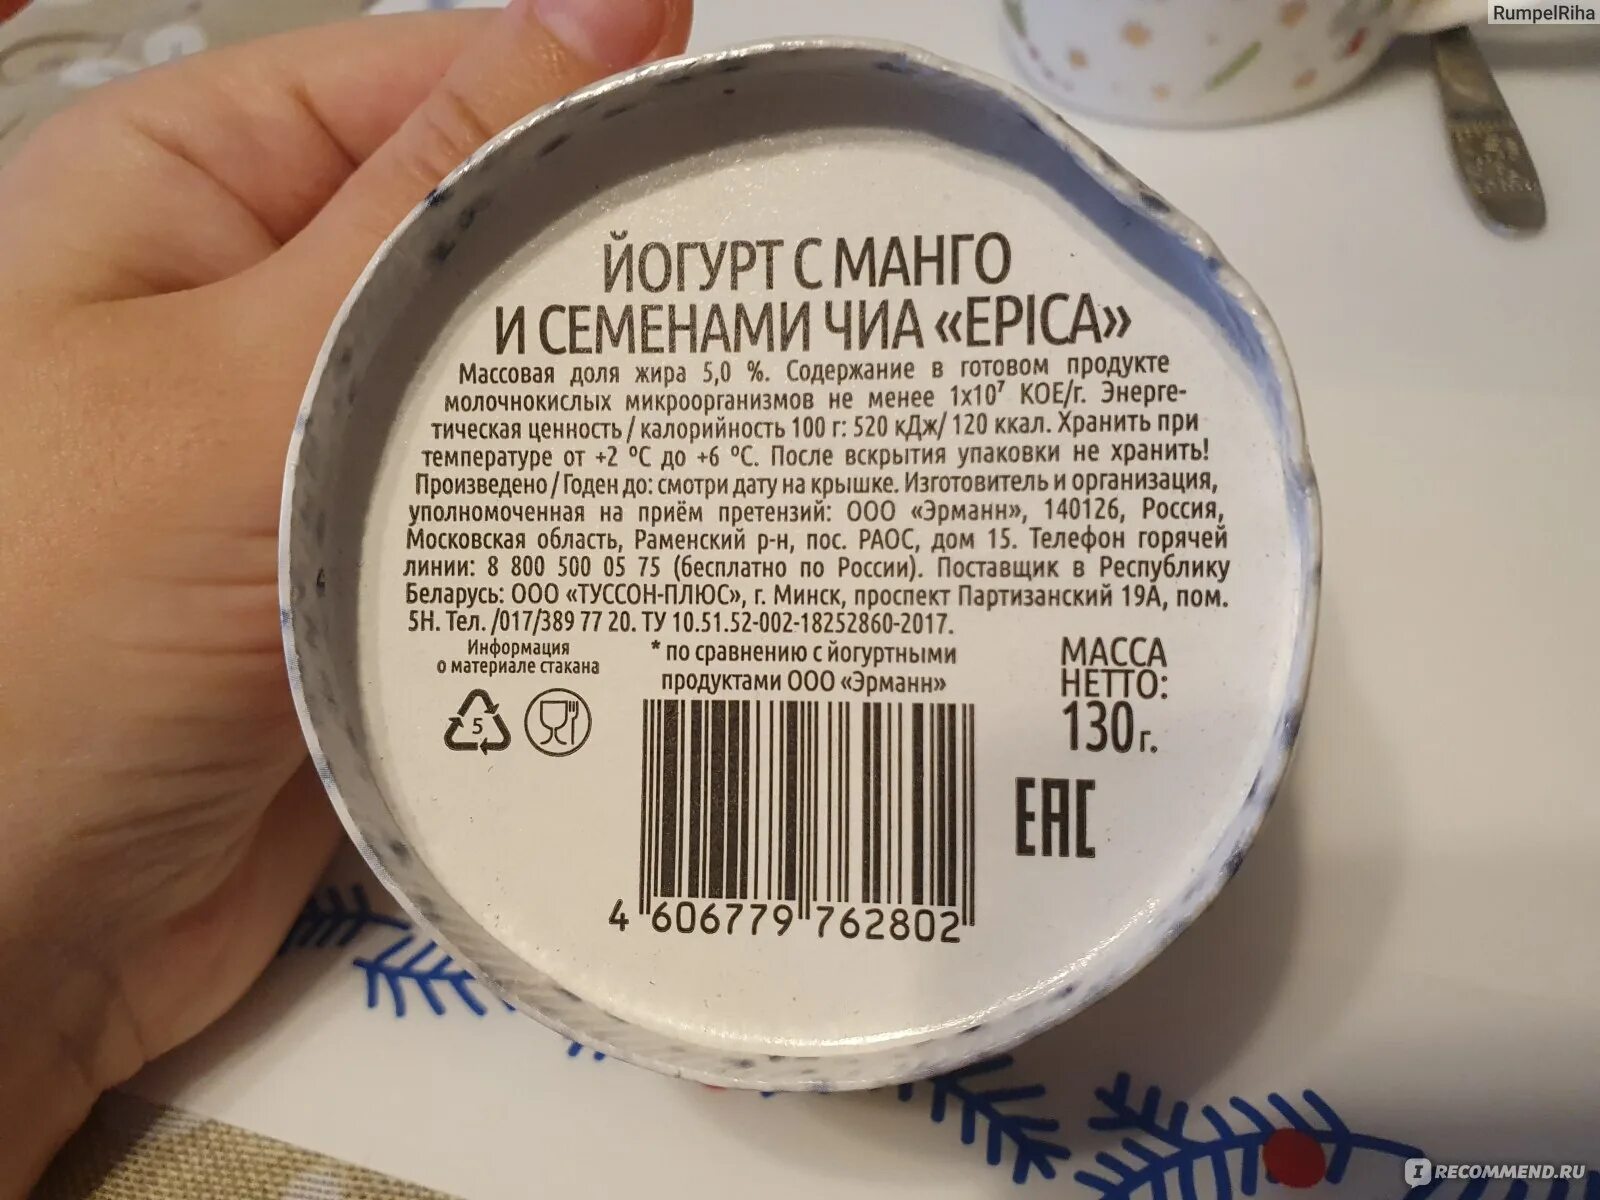 RumpelRiha
ЙОГУРТ С МАНГО
И СЕМЕНАМИ ЧИА «EPICA»
Массовая доля жира 5,0 %. Содержание в готовом продукте
молочнокислых микроорганизмов не менее 1х10⁷ КОЕ/г. Энерге-
тическая ценность / калорийность 100 г: 520 кДж/ 120 ккал. Хранить при
температуре от +2 °С до +6 °С. После вскрытия упаковки не хранить!
Произведено / Годен до: смотри дату на крышке. Изготовитель и организация,
уполномоченная на приём претензий: ООО «Эрманн», 140126, Россия,
Московская область, Раменский р-н, пос. РАОС, дом 15. Телефон горячей
линии: 8 800 500 05 75 (бесплатно по России). Поставщик в Республику
Беларусь: ООО «ТУССОН-ПЛЮС», г. Минск, проспект Партизанский 19А, пом.
5Н. Тел. /017/389 77 20. ТУ 10.51.52-002-18252860-2017.
Информация
о материале стакана
5
* по сравнению с йогуртными
продуктами ООО «Эрманн»
МАССА
НЕТТО:
130 г.
EAC
4 606779 762802
IRECOMMEND.RU